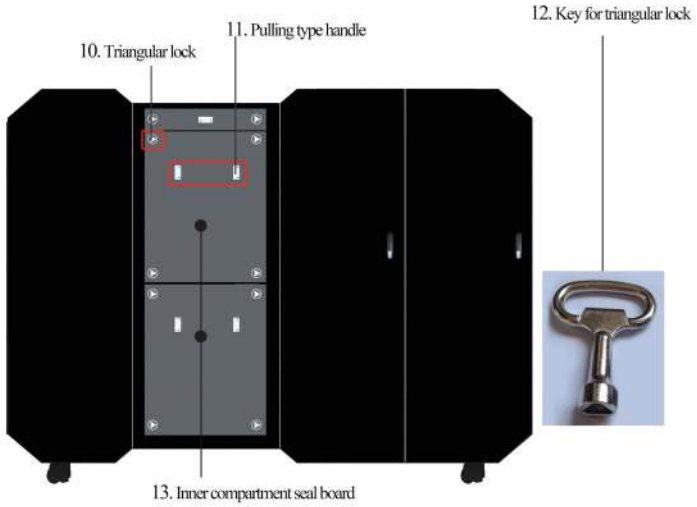 12. Key for triangular lock
11. Pulling type handle
10. Triangular lock
13. Inner compartment seal board